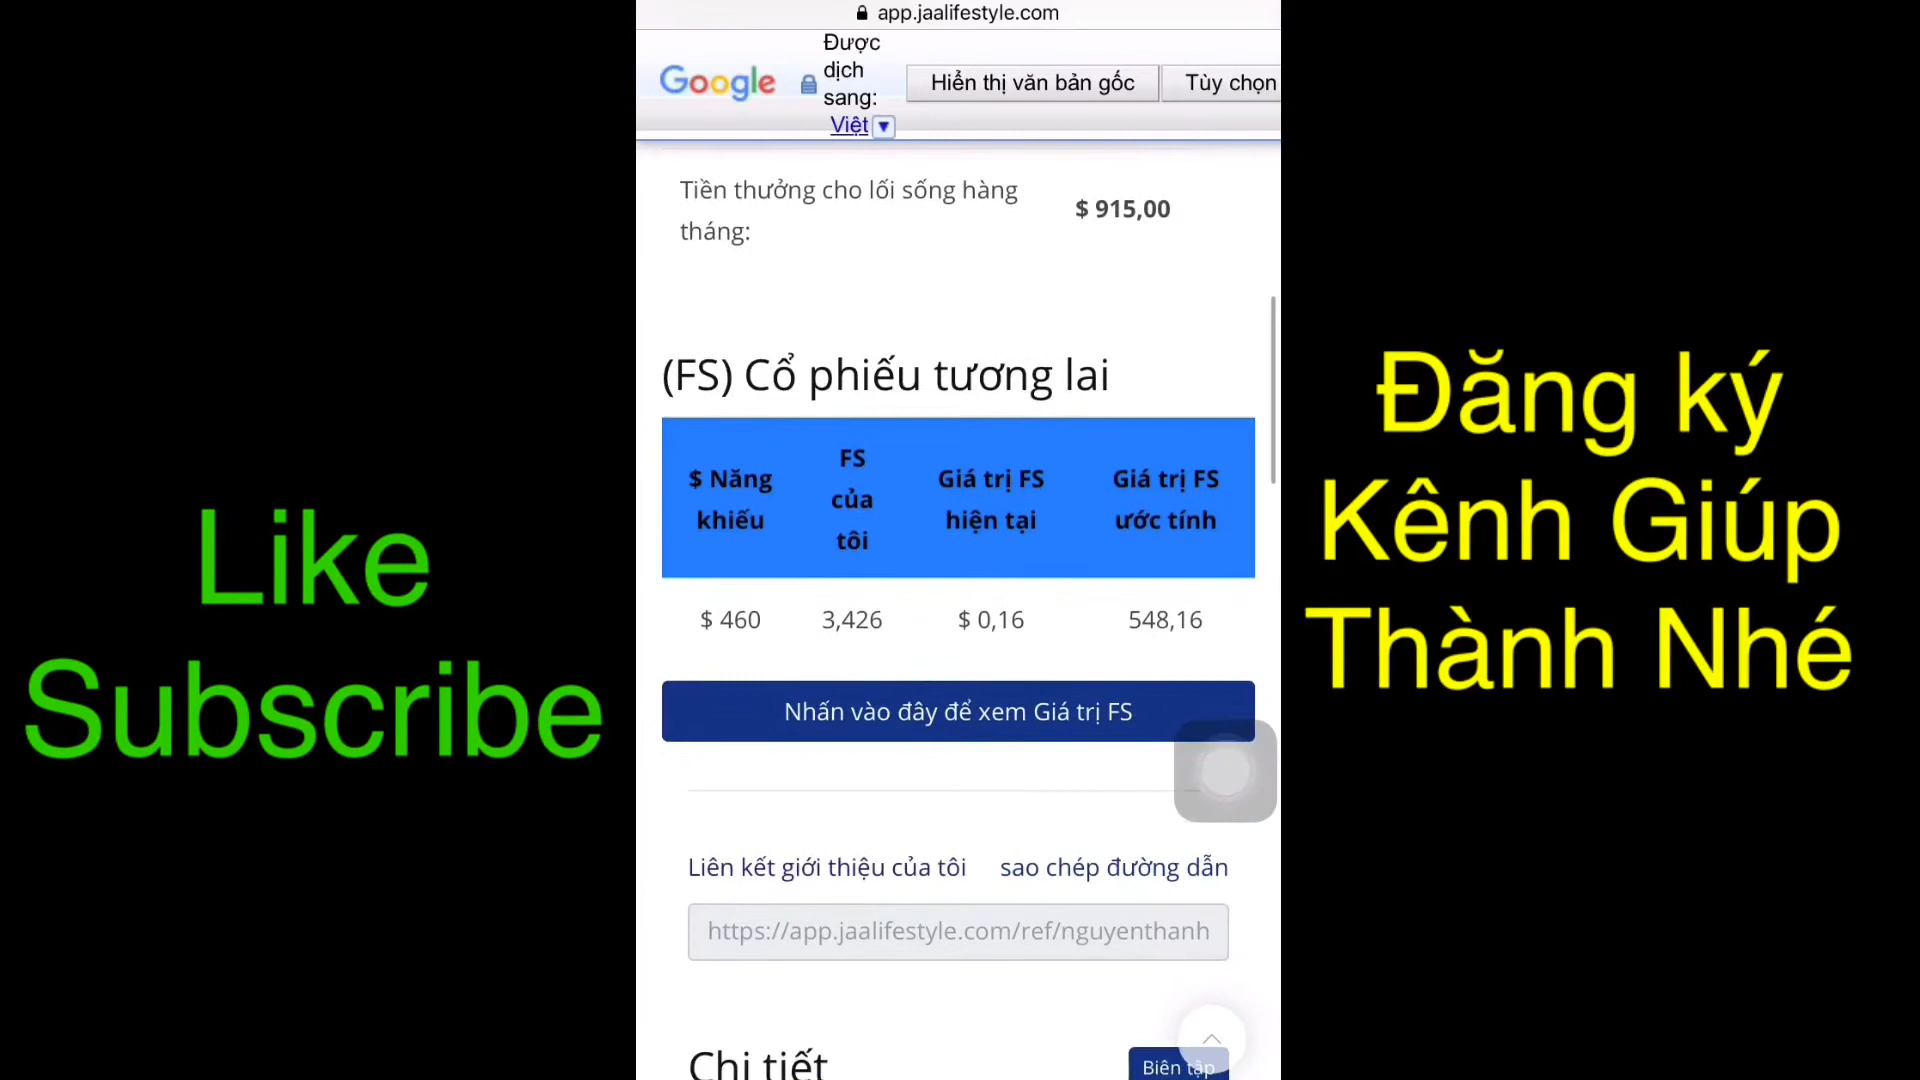 app.jaalifestyle.com
Google
Được
dịch
sang:
Việt
Hiển thị văn bản gốc
Tùy chọn
Tiền thưởng cho lối sống hàng
tháng:
$ 915,00
(FS) Cổ phiếu tương lai
$ Năng
khiếu
FS
của
tôi
Giá trị FS
hiện tại
Giá trị FS
ước tính
$ 460
3,426
$ 0,16
548,16
Nhấn vào đây để xem Giá trị FS
Liên kết giới thiệu của tôi
sao chép đường dẫn
https://app.jaalifestyle.com/ref/nguyenthanh
Chi tiết
Biên tập
Like
Subscribe
Đăng ký
Kênh Giúp
Thành Nhé